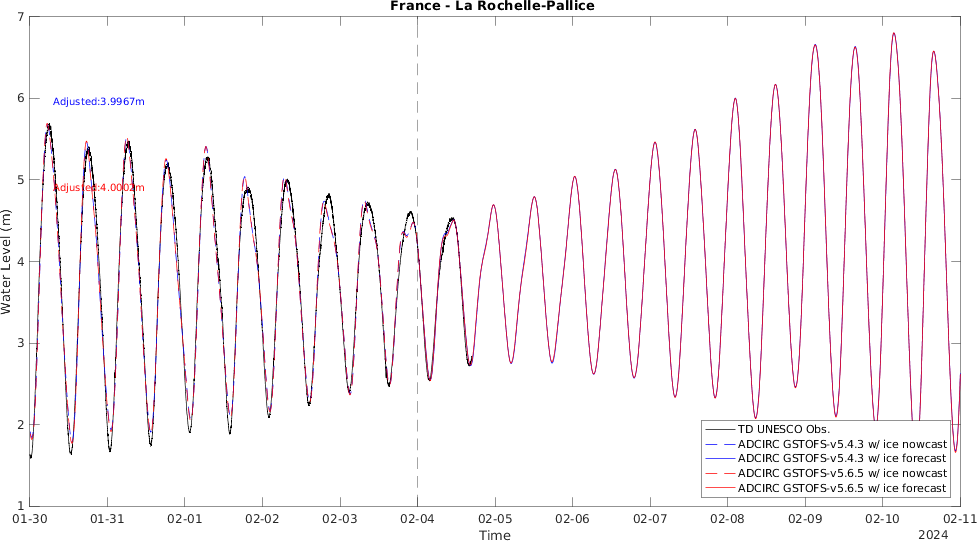 France - La Rochelle-Pallice
7
6
5
4
3
2
1
Water Level (m)
Adjusted:3.9967m
Adjusted:4.0002m
TD UNESCO Obs.
ADCIRC GSTOFS-v5.4.3 w/ ice nowcast
ADCIRC GSTOFS-v5.4.3 w/ ice forecast
ADCIRC GSTOFS-v5.6.5 w/ ice nowcast
ADCIRC GSTOFS-v5.6.5 w/ ice forecast
01-30 01-31 02-01 02-02 02-03 02-04 02-05 02-06 02-07 02-08 02-09 02-10 02-11
Time
2024